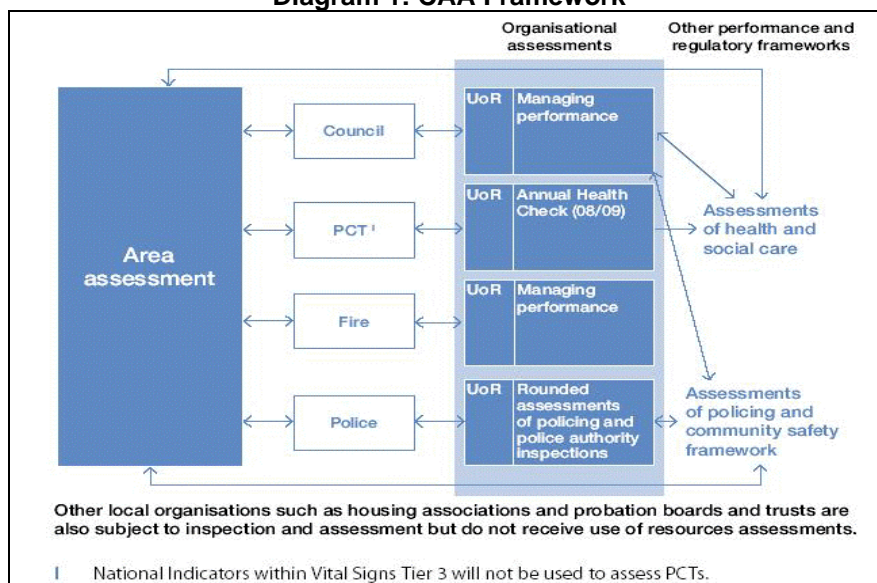 Diagram 1: CAA Framework
Organisational
assessments
Other performance and
regulatory frameworks
Area
assessment
Council
UoR
Managing
performance
PCT I
UoR
Annual Health
Check (08/09)
Assessments
of health and
social care
Fire
UoR
Managing
performance
Police
UoR
Rounded
assessments
of policing and
police authority
inspections
Assessments
of policing and
community safety
framework
Other local organisations such as housing associations and probation boards and trusts are
also subject to inspection and assessment but do not receive use of resources assessments.
I National Indicators within Vital Signs Tier 3 will not be used to assess PCTs.